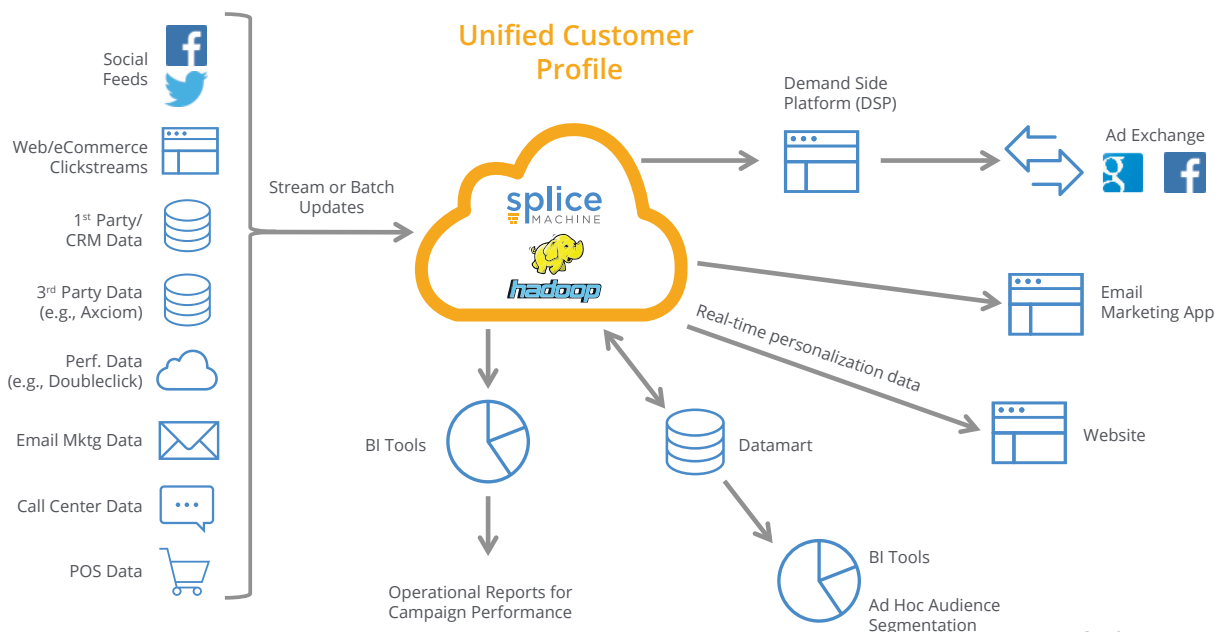 Unified Customer
Profile
Social
Feeds
f
Web/eCommerce
Clickstreams
1st Party/
CRM Data
3rd Party Data
(e.g., Axciom)
Perf. Data
(e.g., Doubleclick)
Email Mktg Data
Call Center Data
POS Data
Stream or Batch
Updates
splice
MACHINE
hadoop
Demand Side
Platform (DSP)
Ad Exchange
g
f
Email
Marketing App
Real-time personalization data
Website
BI Tools
Datamart
Operational Reports for
Campaign Performance
BI Tools
Ad Hoc Audience
Segmentation